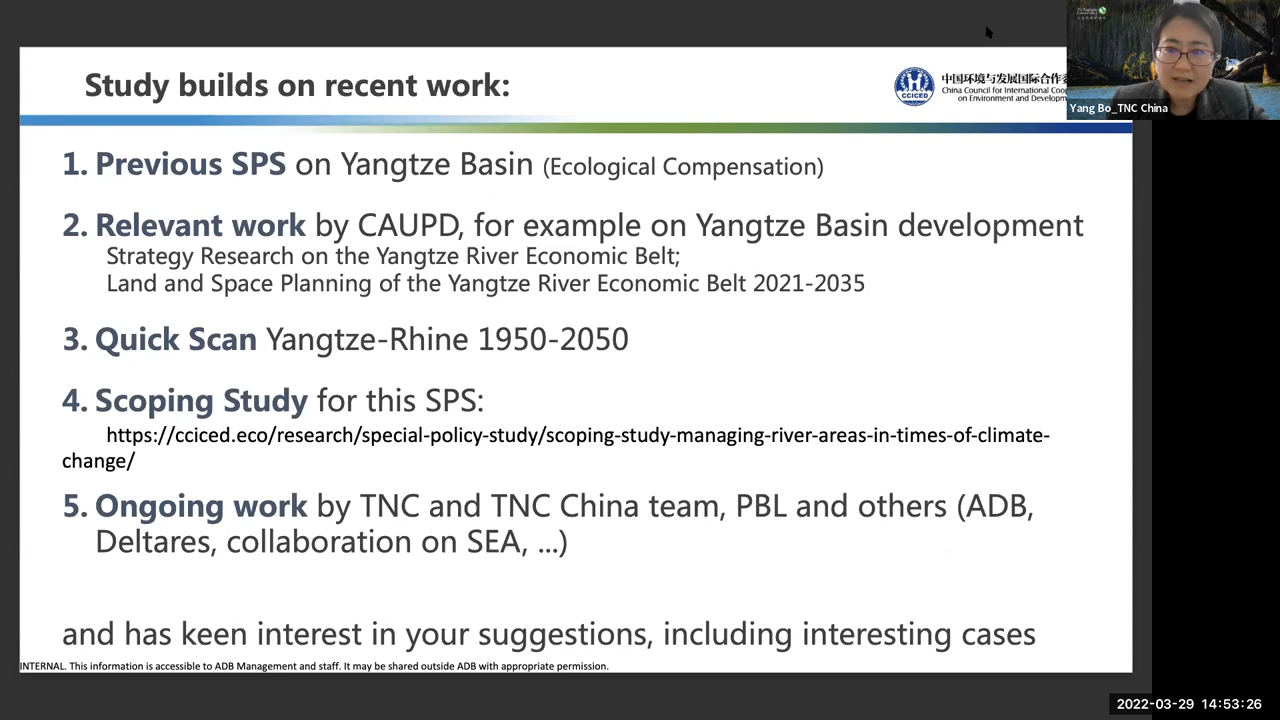 Study builds on recent work:
CCICED
中国环境与发展国际合作
China Council for International Coop
on Environment and Developm
The Nature
Conservancy
Yang Bo_TNC China
1. Previous SPS on Yangtze Basin (Ecological Compensation)
2. Relevant work by CAUPD, for example on Yangtze Basin development
Strategy Research on the Yangtze River Economic Belt;
Land and Space Planning of the Yangtze River Economic Belt 2021-2035
3. Quick Scan Yangtze-Rhine 1950-2050
4. Scoping Study for this SPS:
https://cciced.eco/research/special-policy-study/scoping-study-managing-river-areas-in-times-of-climate-
change/
5. Ongoing work by TNC and TNC China team, PBL and others (ADB,
Deltares, collaboration on SEA, ...)
and has keen interest in your suggestions, including interesting cases
INTERNAL. This information is accessible to ADB Management and staff. It may be shared outside ADB with appropriate permission.
2022-03-29 14:53:26